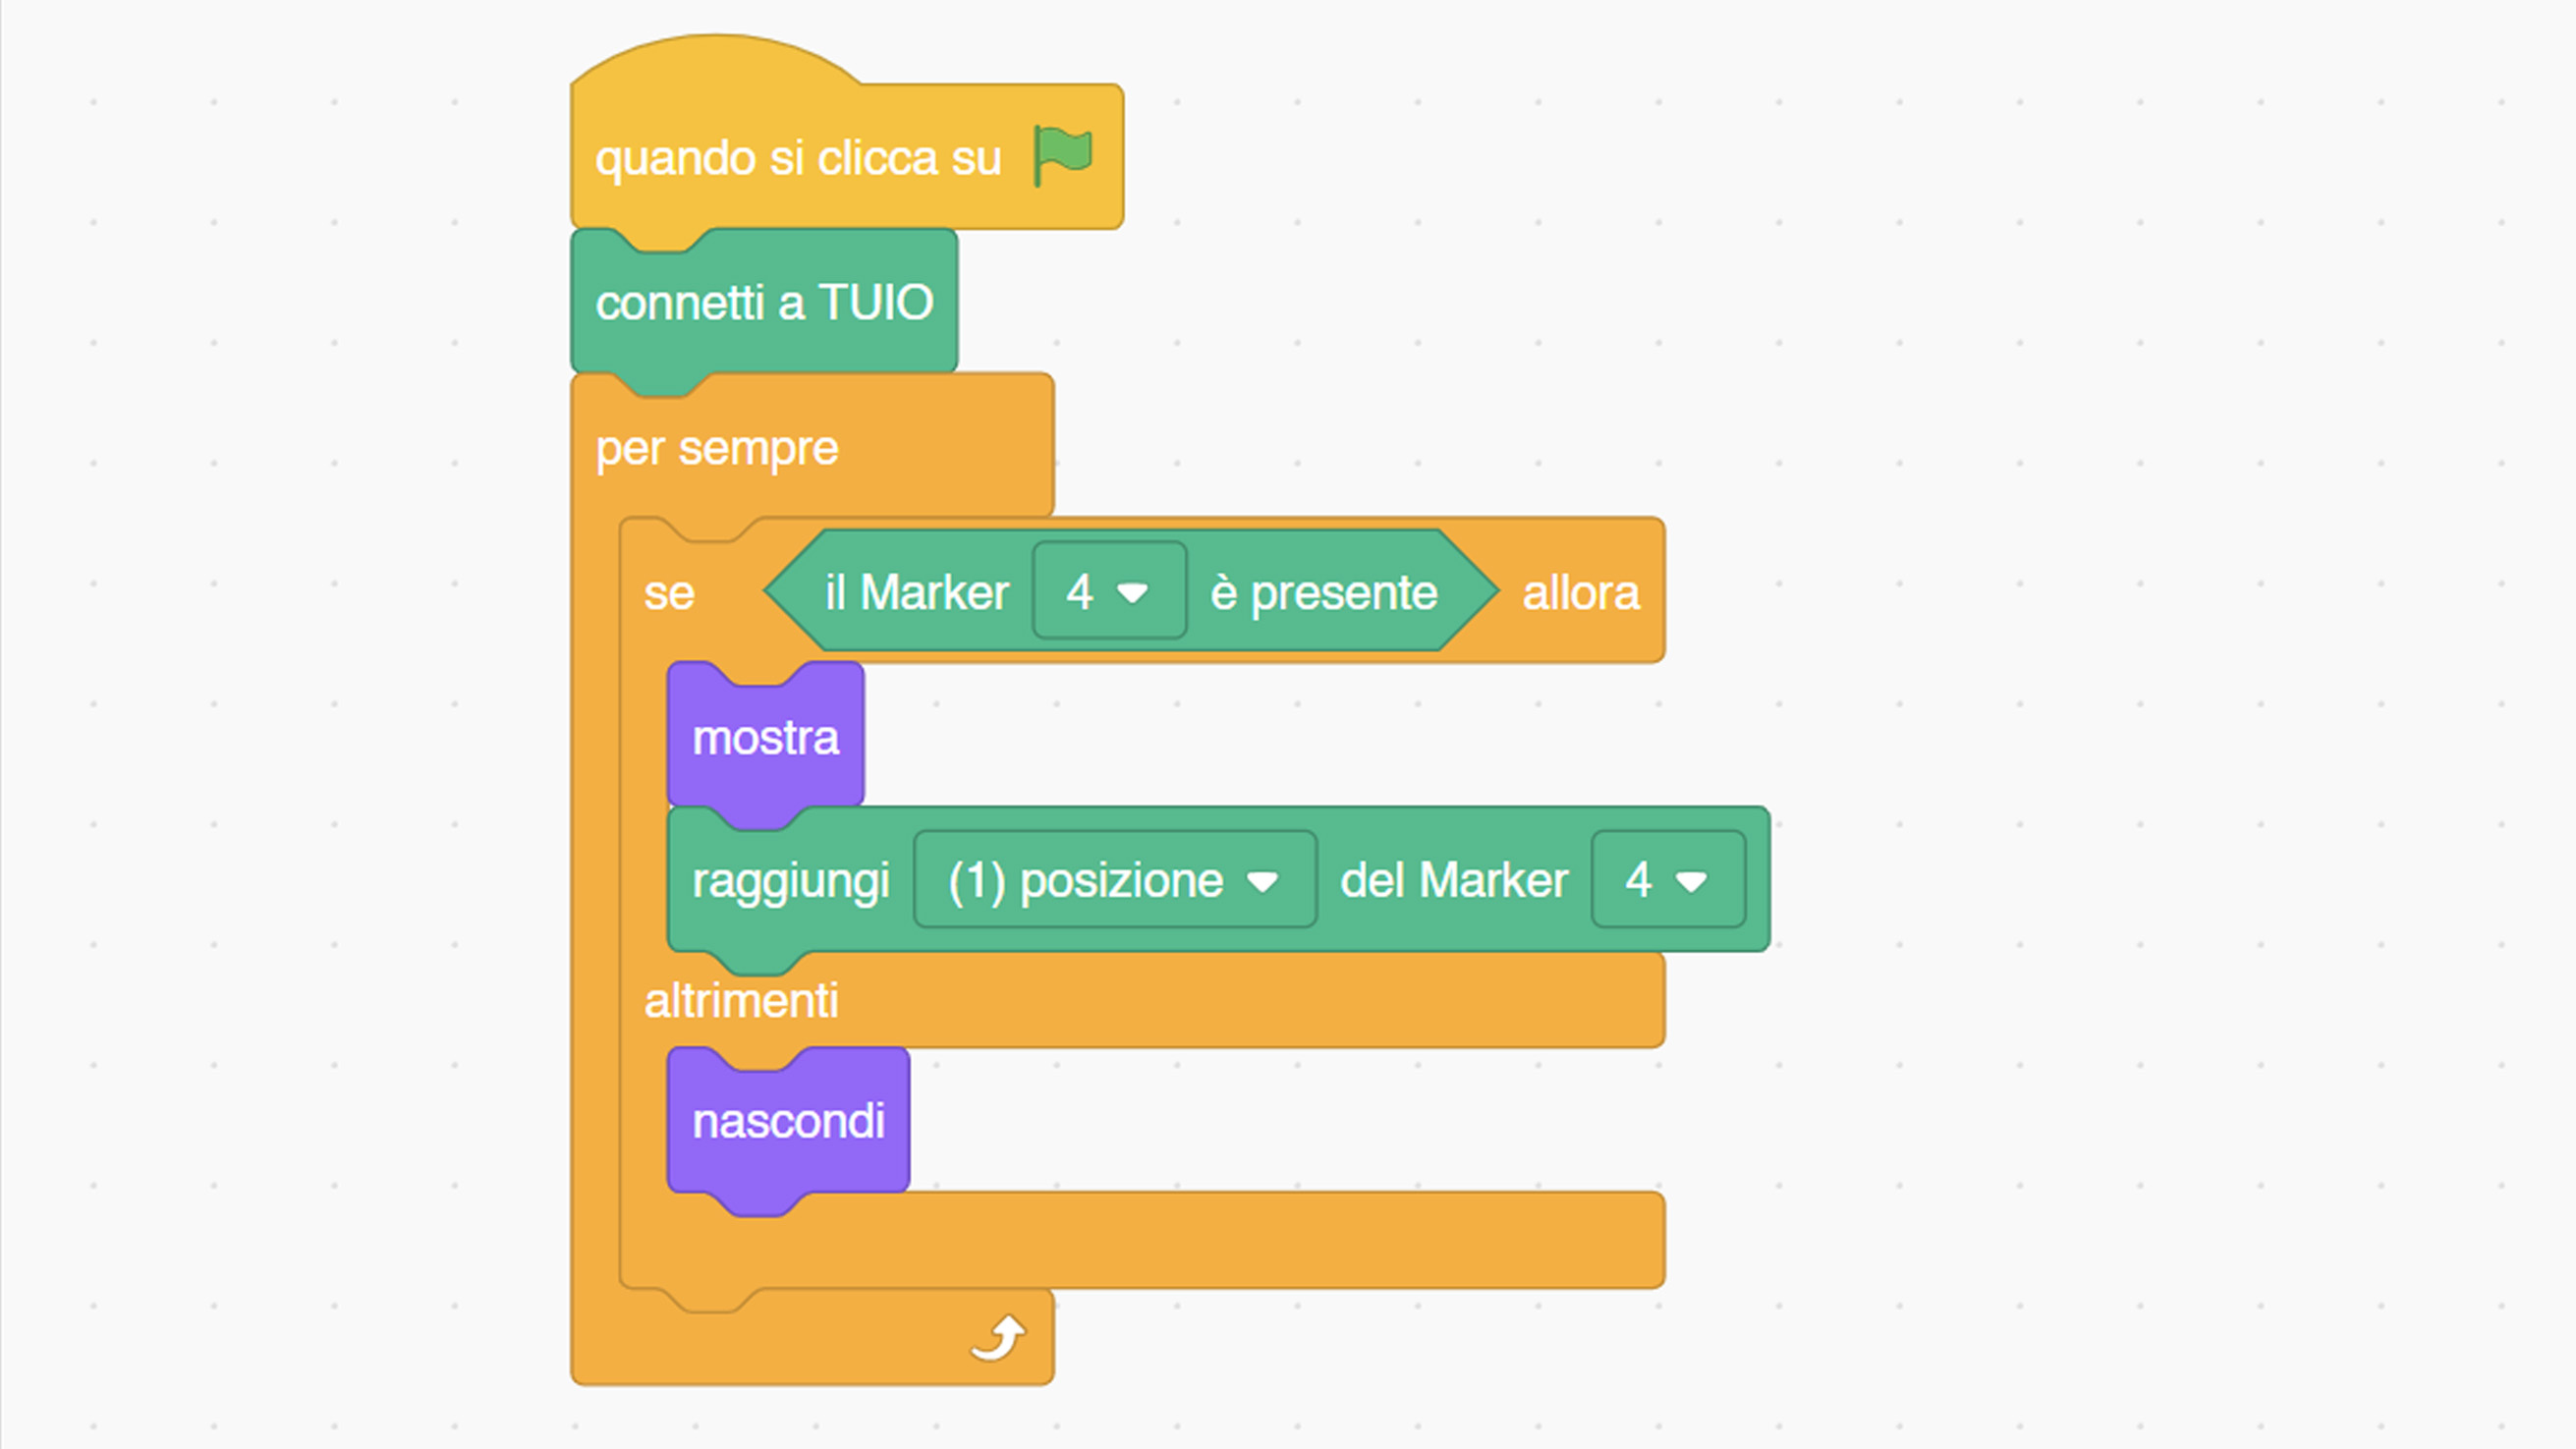 quando si clicca su
connetti a TUIO
per sempre
se il Marker 4 è presente allora
mostra
raggiungi (1) posizione del Marker 4
altrimenti
nascondi